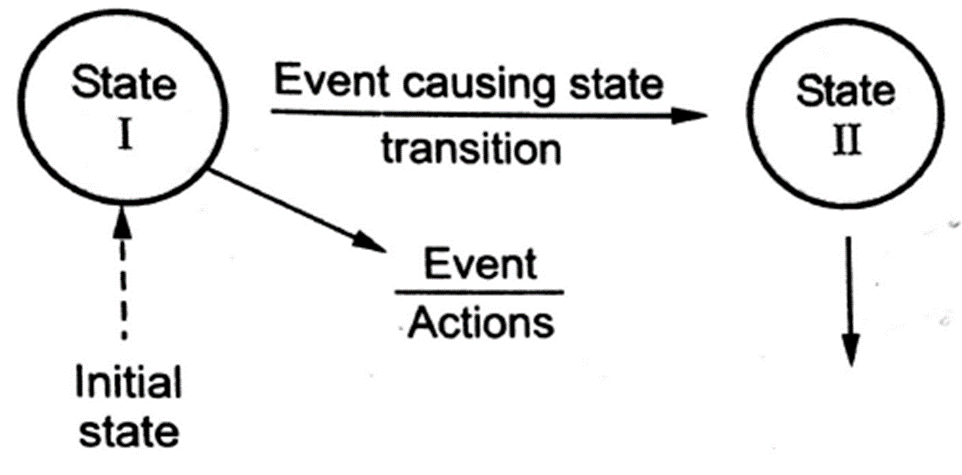 State
I
Event causing state
transition
State
II
Event
Actions
Initial
state